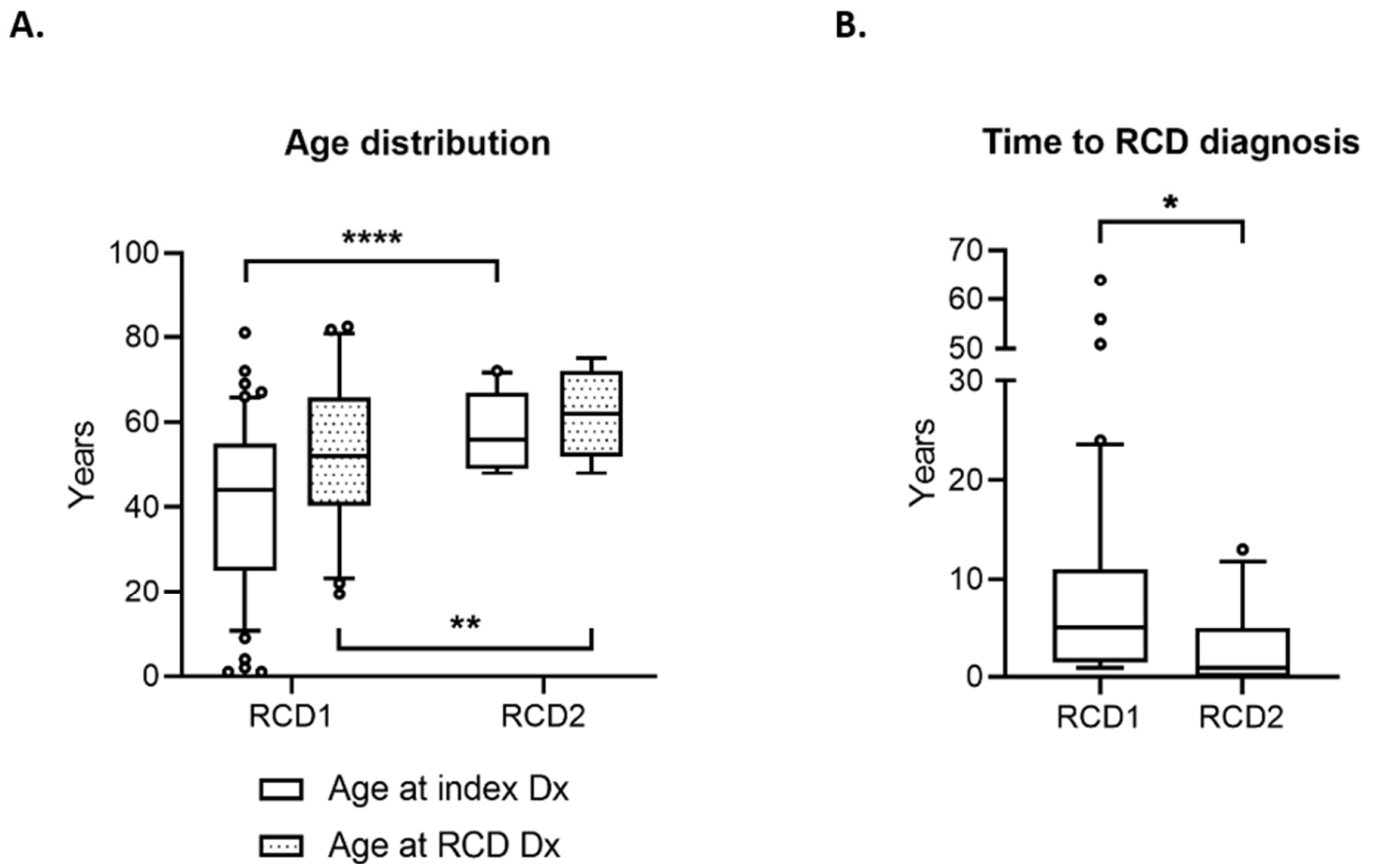 A.
Age distribution
****
100
80
60
40
20
0
Years
**
RCD1
RCD2
Age at index Dx
Age at RCD Dx
B.
Time to RCD diagnosis
*
70
60
50
30
20
10
0
Years
RCD1
RCD2